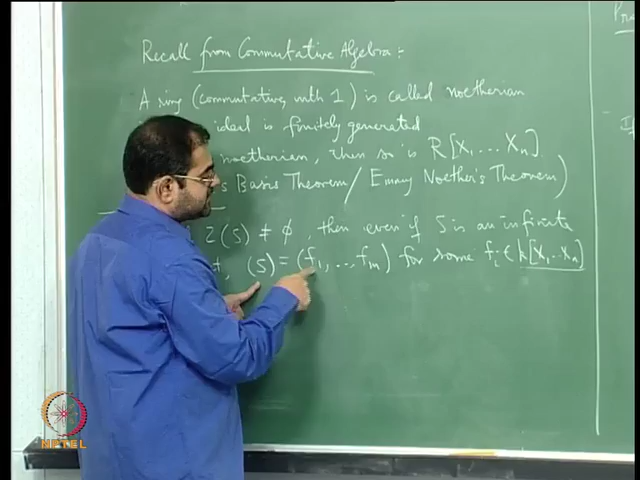 Recall from Commutative Algebra:
A ring (commutative, with 1) is called noetherian
ideal is finitely generated
noetherian, then so is R[X1, ... Xn].
Basis Theorem / Emmy Noether's Theorem)
Z(S) ≠ ϕ, then even if S is an infinite
(S) = (f1, .., fm) for some fi ∈ k[X1...Xn]
NPTEL